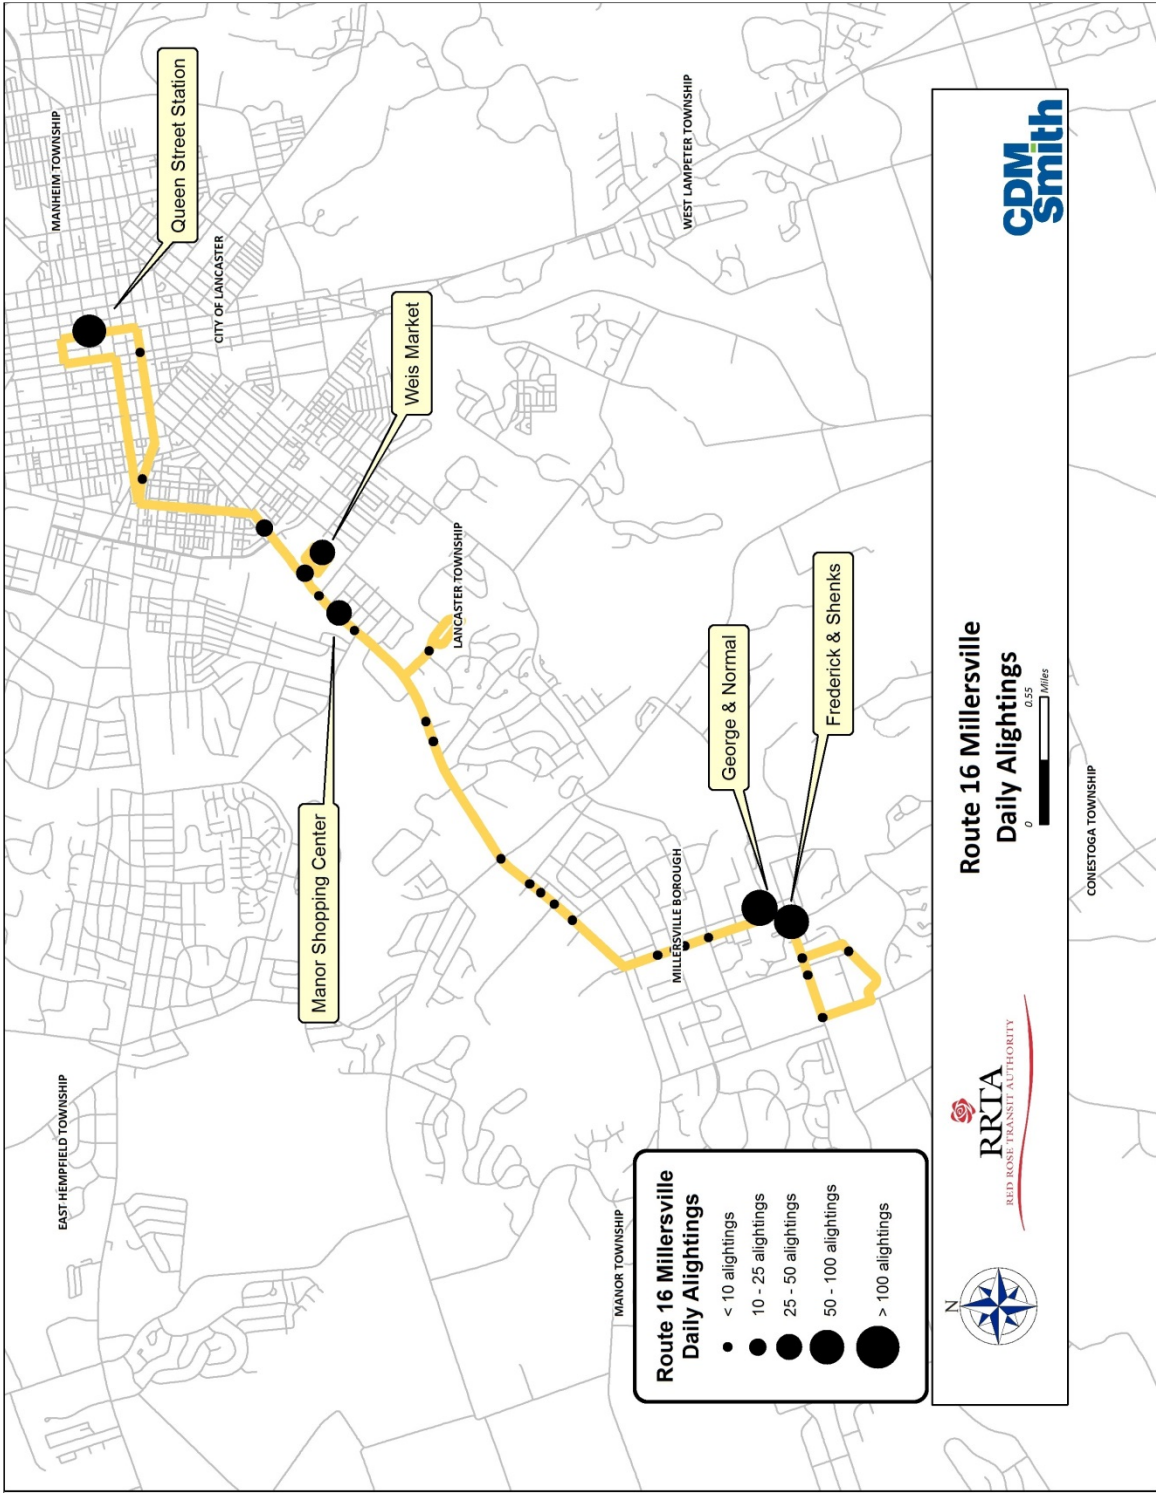 EAST HEMPFIELD TOWNSHIP
MANHEIM TOWNSHIP
Queen Street Station
CITY OF LANCASTER
Manor Shopping Center
Weis Market
LANCASTER TOWNSHIP
MANOR TOWNSHIP
MILLERSVILLE BOROUGH
WEST LAMPETER TOWNSHIP
George & Normal
Frederick & Shenks
Route 16 Millersville
Daily Alightings
< 10 alightings
10 - 25 alightings
25 - 50 alightings
50 - 100 alightings
> 100 alightings
N
RRTA
RED ROSE TRANSIT AUTHORITY
Route 16 Millersville
Daily Alightings
0 0.55
Miles
CDM
Smith
CONESTOGA TOWNSHIP